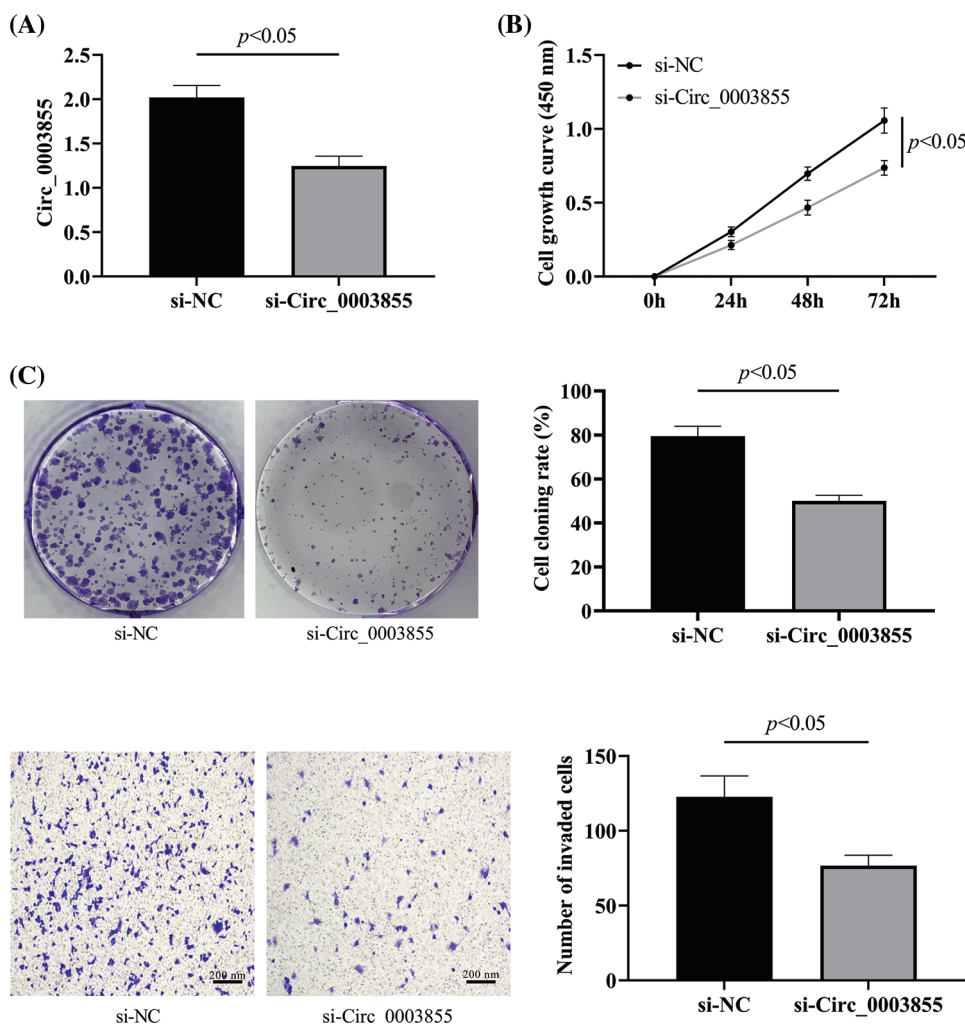 (A)
p<0.05
Circ_0003855
2.5
2.0
1.5
1.0
0.5
0.0
si-NC
si-Circ_0003855
(B)
Cell growth curve (450 nm)
1.5
1.0
0.5
0.0
si-NC
si-Circ_0003855
p<0.05
0h
24h
48h
72h
(C)
si-NC
si-Circ_0003855
p<0.05
Cell cloning rate (%)
100
80
60
40
20
0
si-NC
si-Circ_0003855
200 nm
200 nm
si-NC
si-Circ_0003855
p<0.05
Number of invaded cells
150
100
50
0
si-NC
si-Circ_0003855